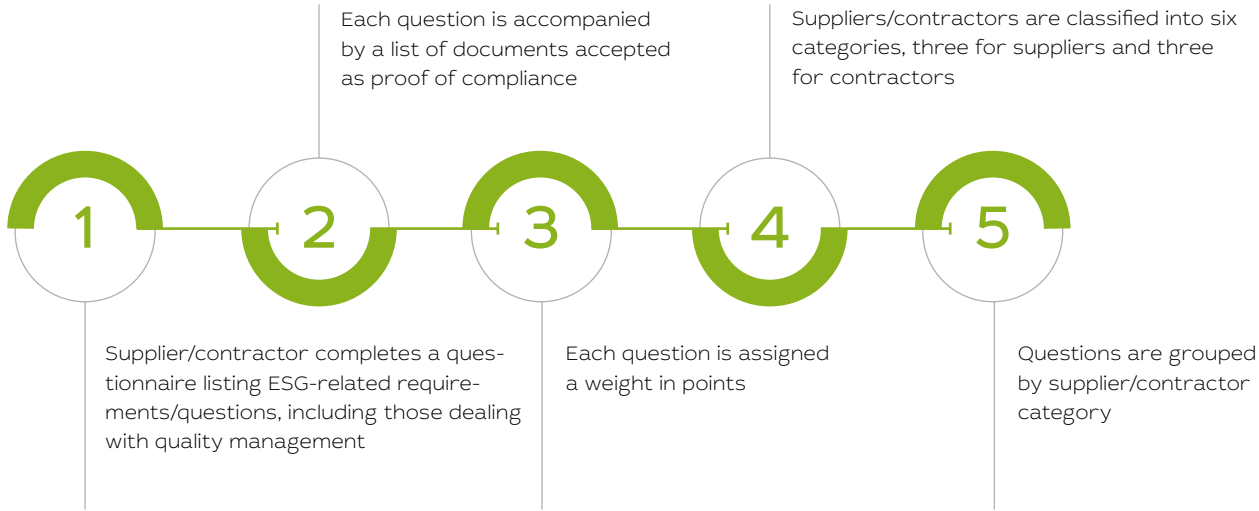 Each question is accompanied
by a list of documents accepted
as proof of compliance
Suppliers/contractors are classified into six
categories, three for suppliers and three
for contractors
1
2
3
4
5
Supplier/contractor completes a ques-
tionnaire listing ESG-related require-
ments/questions, including those dealing
with quality management
Each question is assigned
a weight in points
Questions are grouped
by supplier/contractor
category